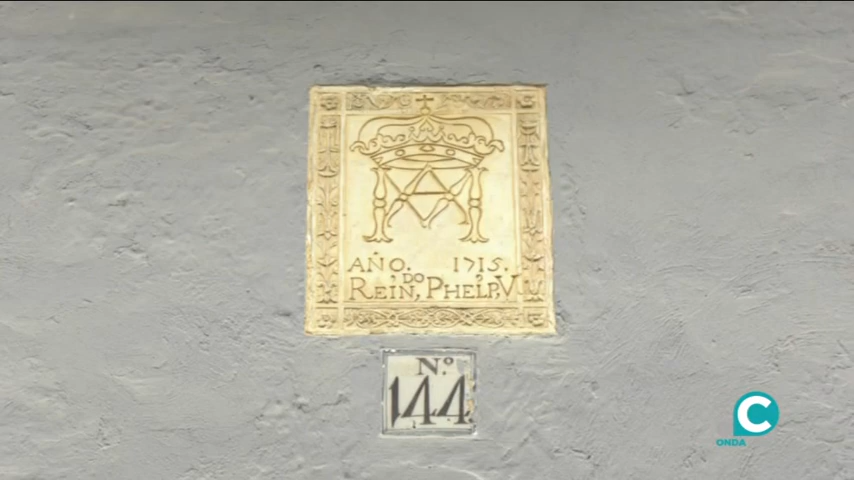 AÑO. 1715.
REIN,DO PHELP,E V
Nº.
144
C
ONDA